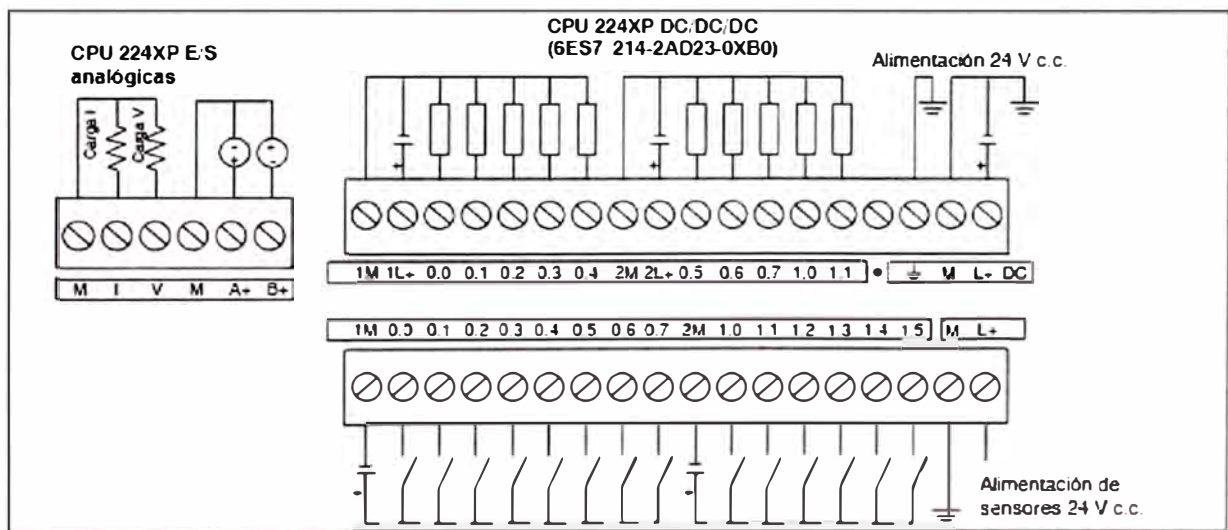 CPU 224XP E/S
analógicas
Carga I
Carga V
M I V M A+ B+
CPU 224XP DC/DC/DC
(6ES7 214-2AD23-0XB0)
Alimentación 24 V c.c.
1M 1L+ 0.0 0.1 0.2 0.3 0.4 2M 2L+ 0.5 0.6 0.7 1.0 1.1 • M L+ DC
1M 0.0 0.1 0.2 0.3 0.4 0.5 0.6 0.7 2M 1.0 1.1 1.2 1.3 1.4 1.5 M L+
Alimentación de
sensores 24 V c.c.